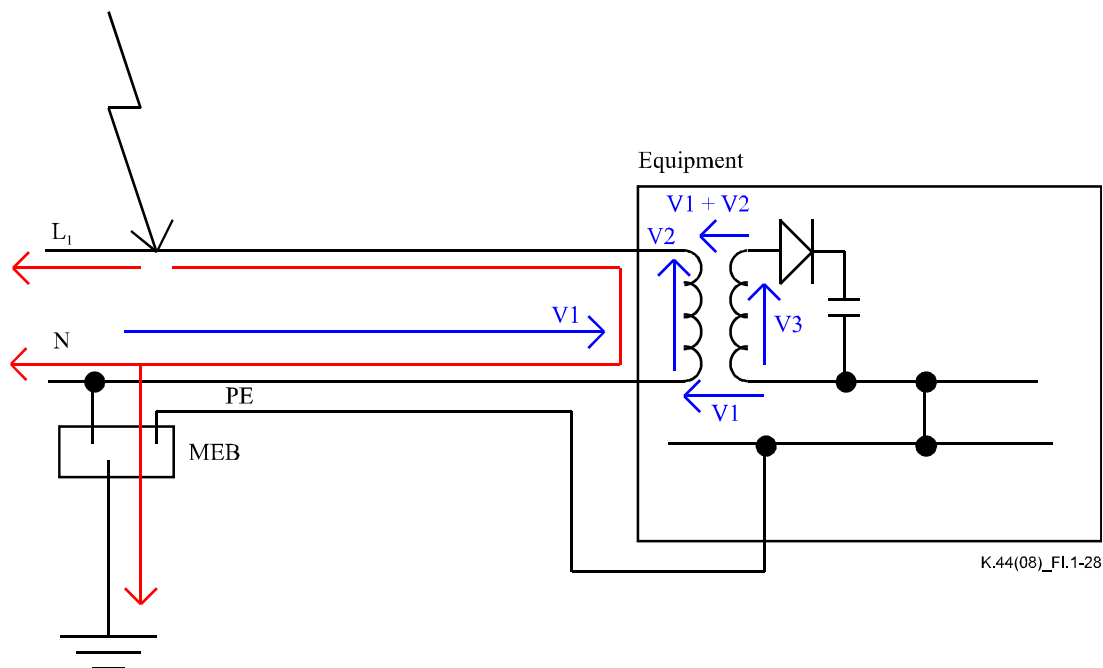 Equipment
V1 + V2
L1
V2
V1
V3
N
PE
V1
MEB
K.44(08)_FI.1-28